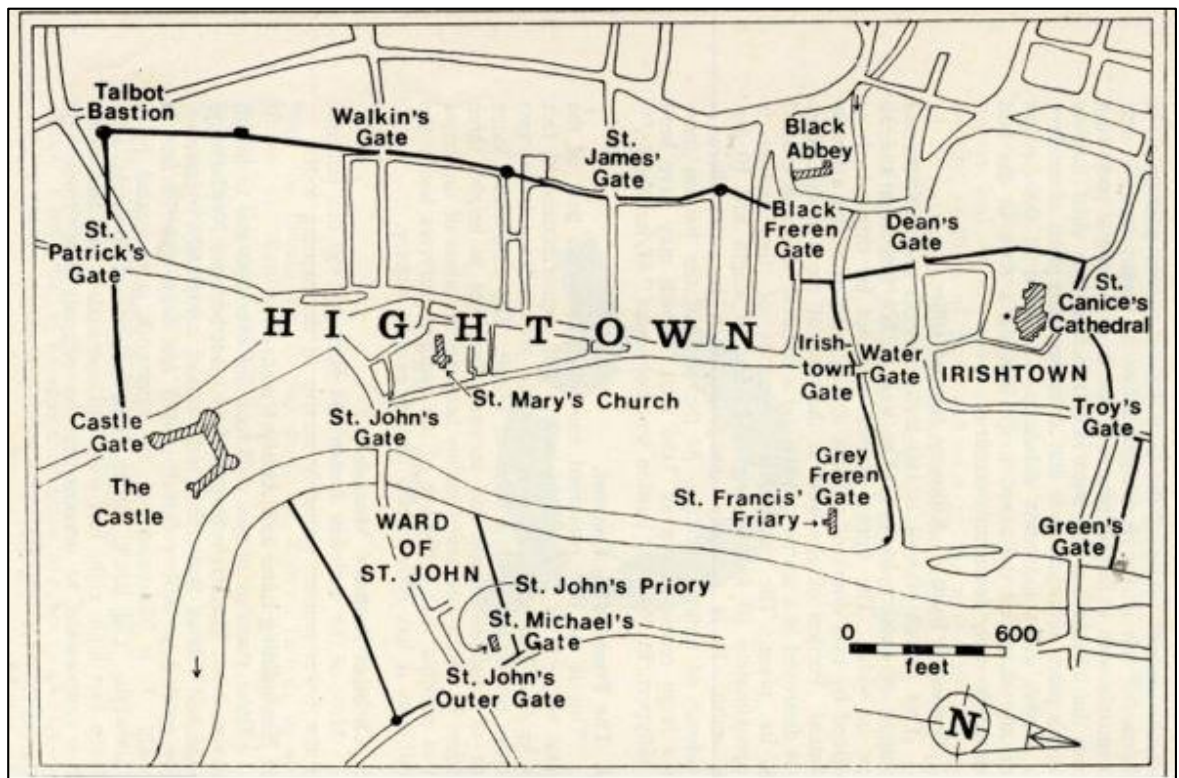 Talbot
Bastion
Walkin's
Gate
St.
James'
Gate
Black
Abbey
St.
Patrick's
Gate
Black
Freren
Gate
Dean's
Gate
St.
Canice's
Cathedral
HIGHTOWN
Irish-
town
Gate
Water
Gate
IRISHTOWN
St. Mary's Church
Castle
Gate
St. John's
Gate
Troy's
Gate
The
Castle
Grey
Freren
Gate
St. Francis'
Friary
Green's
Gate
WARD
OF
ST. JOHN
St. John's Priory
St. Michael's
Gate
St. John's
Outer Gate
0 600
feet
N